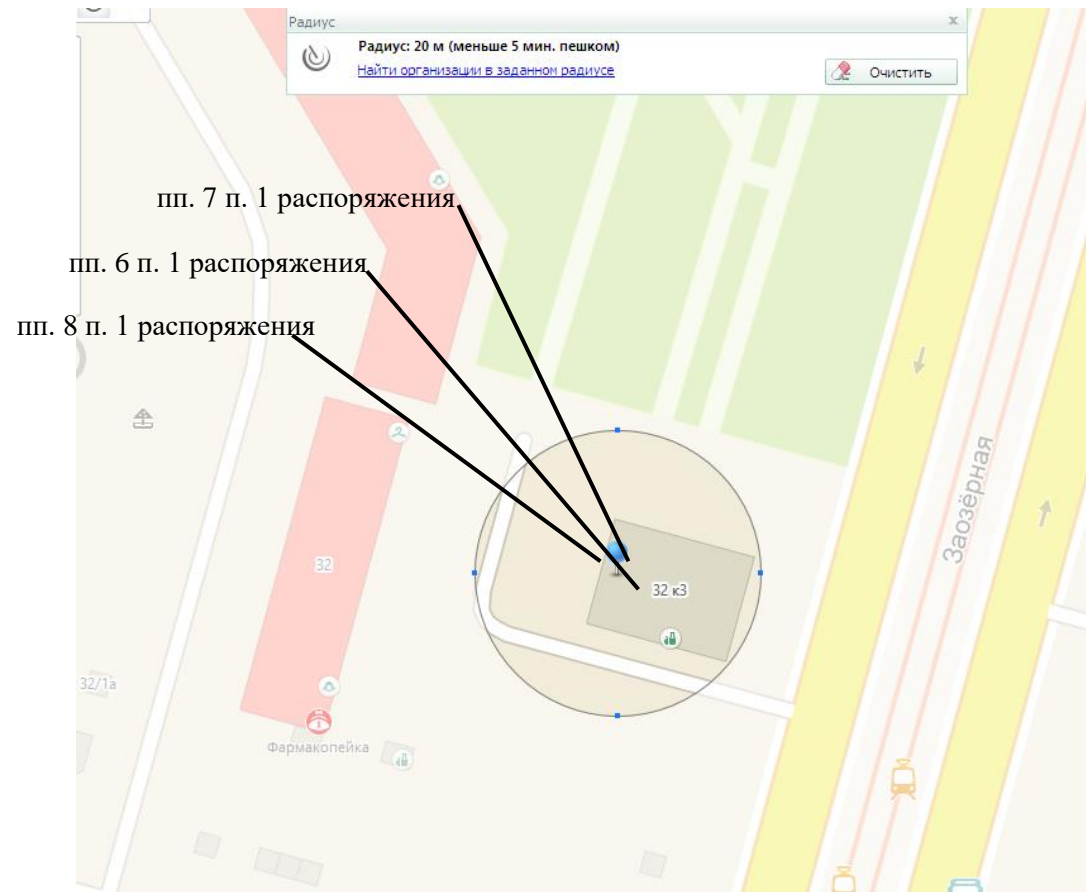 Радиус
x
Радиус: 20 м (меньше 5 мин. пешком)
Найти организации в заданном радиусе
Очистить
пп. 7 п. 1 распоряжения
пп. 6 п. 1 распоряжения
пп. 8 п. 1 распоряжения
Заозёрная
32
32 к3
32/1а
Фармакопейка